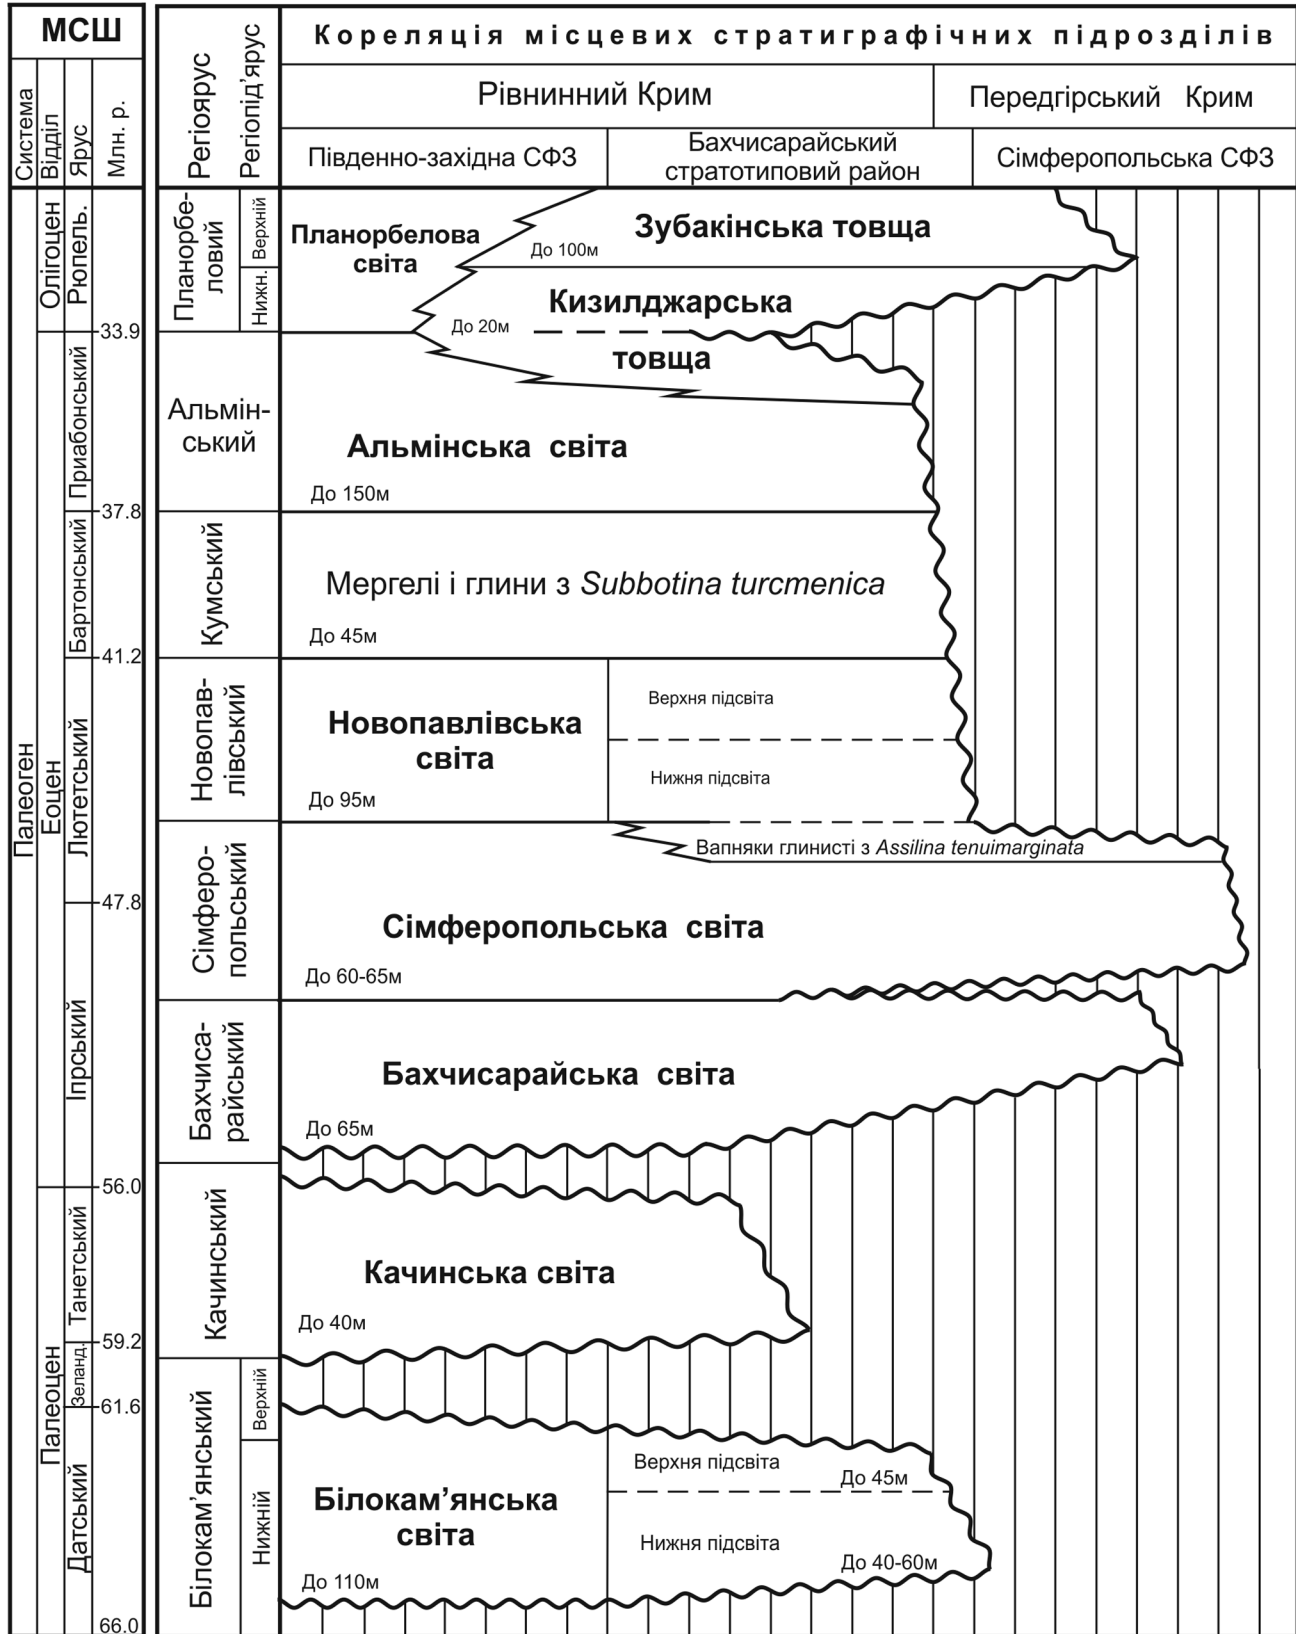 МСШ
Кореляція місцевих стратиграфічних підрозділів
Система
Відділ
Ярус
Млн. р.
Регіоярус
Регіопід’ярус
Рівнинний Крим
Передгірський Крим
Південно-західна СФЗ
Бахчисарайський
стратотиповий район
Сімферопольська СФЗ
Палеоген
Олігоцен
Еоцен
Палеоцен
Рюпель.
Приабонський
Бартонський
Лютетський
Іпрський
Танетський
Зеланд.
Датський
33.9
37.8
41.2
47.8
56.0
59.2
61.6
66.0
Планорбе-
ловий
Верхній
Нижн.
Альмін-
ський
Кумський
Новопав-
лівський
Сімферо-
польський
Бахчиса-
райський
Качинський
Білокам’янський
Верхній
Нижній
Планорбелова
світа
Зубакінська товща
До 100м
Кизилджарська
До 20м
товща
Альмінська світа
До 150м
Мергелі і глини з Subbotina turcmenica
До 45м
Новопавлівська
світа
До 95м
Верхня підсвіта
Нижня підсвіта
Вапняки глинисті з Assilina tenuimarginata
Сімферопольська світа
До 60-65м
Бахчисарайська світа
До 65м
Качинська світа
До 40м
Білокам’янська
світа
До 110м
Верхня підсвіта
До 45м
Нижня підсвіта
До 40-60м